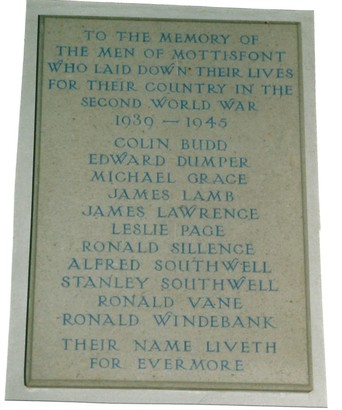 TO THE MEMORY OF
THE MEN OF MOTTISFONT
WHO LAID DOWN THEIR LIVES
FOR THEIR COUNTRY IN THE
SECOND WORLD WAR
1939 — 1945
COLIN BUDD
EDWARD DUMPER
MICHAEL GRACE
JAMES LAMB
JAMES LAWRENCE
LESLIE PAGE
RONALD SILLENCE
ALFRED SOUTHWELL
STANLEY SOUTHWELL
RONALD VANE
RONALD WINDEBANK
THEIR NAME LIVETH
FOR EVERMORE